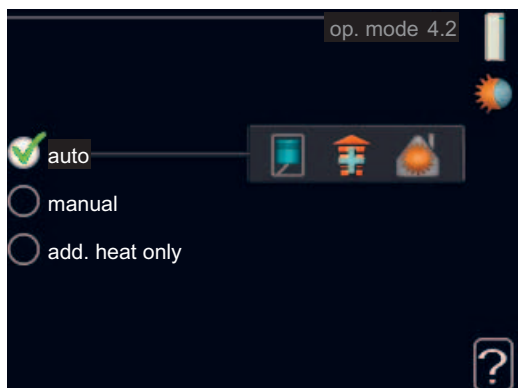 op. mode 4.2
auto
manual
add. heat only
?